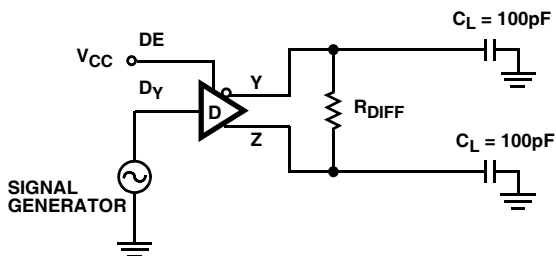 C_L = 100pF
DE
V_CC
D_Y
Y
D
R_DIFF
Z
C_L = 100pF
SIGNAL
GENERATOR